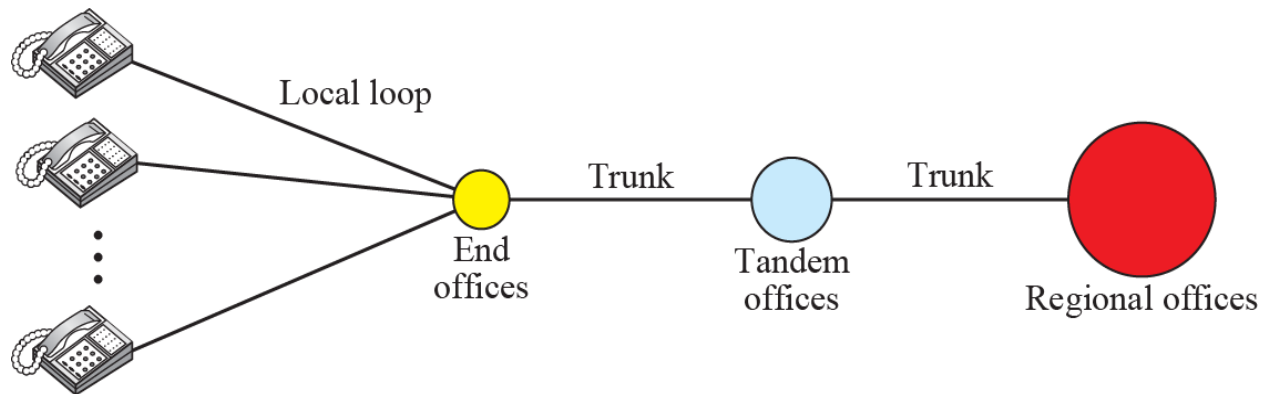 Local loop
Trunk
Trunk
End
offices
Tandem
offices
Regional offices